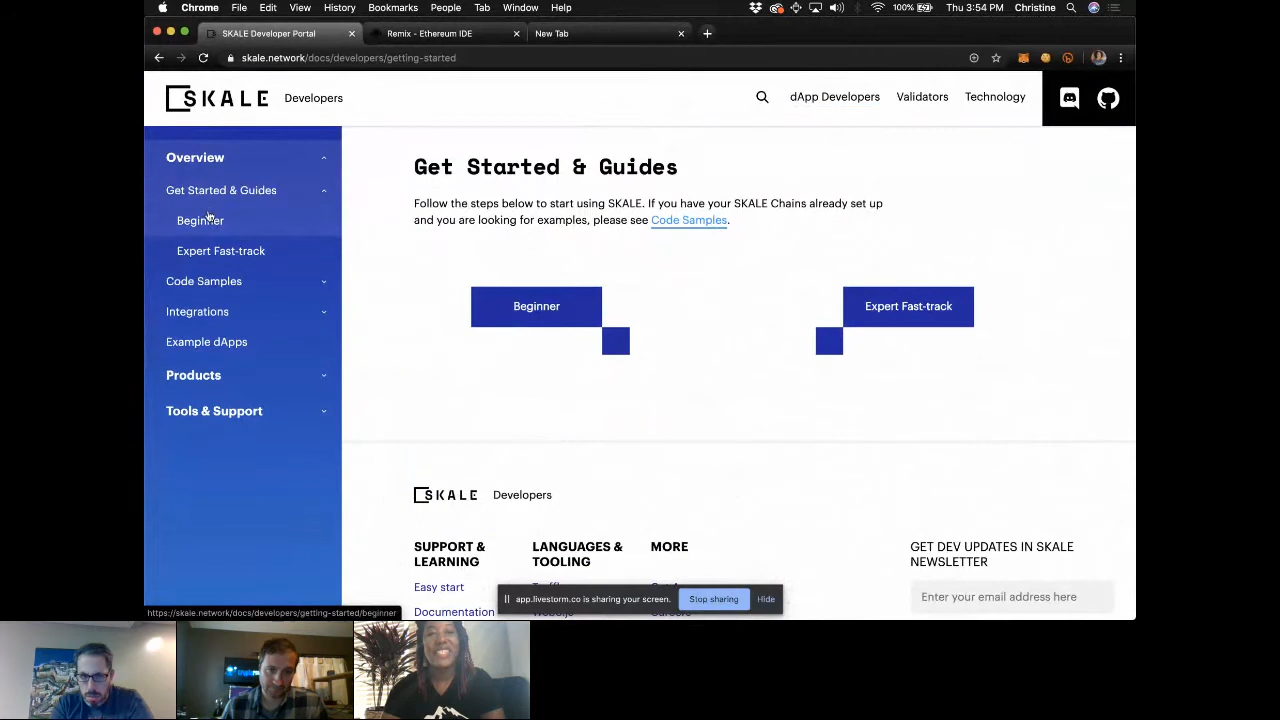 Chrome File Edit View History Bookmarks People Tab Window Help 100% Thu 3:54 PM Christine
SKALE Developer Portal Remix - Ethereum IDE New Tab
skale.network/docs/developers/getting-started
SKALE Developers dApp Developers Validators Technology
Overview
Get Started & Guides
Beginner
Expert Fast-track
Code Samples
Integrations
Example dApps
Products
Tools & Support
Get Started & Guides
Follow the steps below to start using SKALE. If you have your SKALE Chains already set up
and you are looking for examples, please see Code Samples.
Beginner Expert Fast-track
SKALE Developers
SUPPORT & LEARNING
Easy start
Documentation
LANGUAGES & TOOLING
MORE
GET DEV UPDATES IN SKALE
NEWSLETTER
Enter your email address here
app.livestorm.co is sharing your screen. Stop sharing Hide
https://skale.network/docs/developers/getting-started/beginner